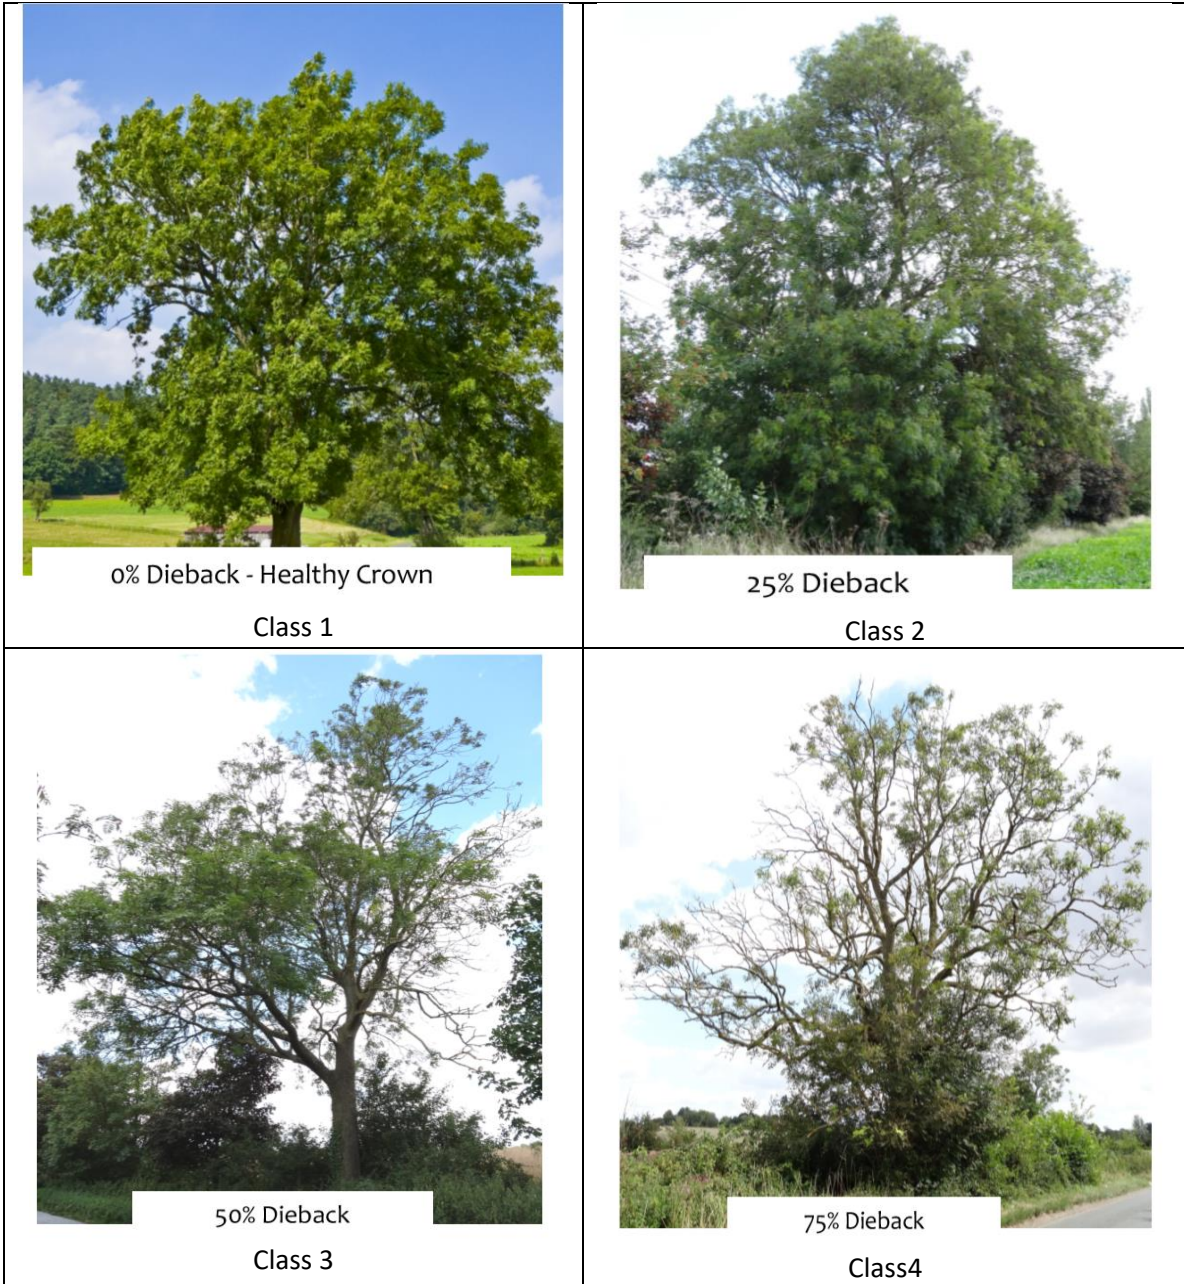 0% Dieback - Healthy Crown
Class 1
25% Dieback
Class 2
50% Dieback
Class 3
75% Dieback
Class4